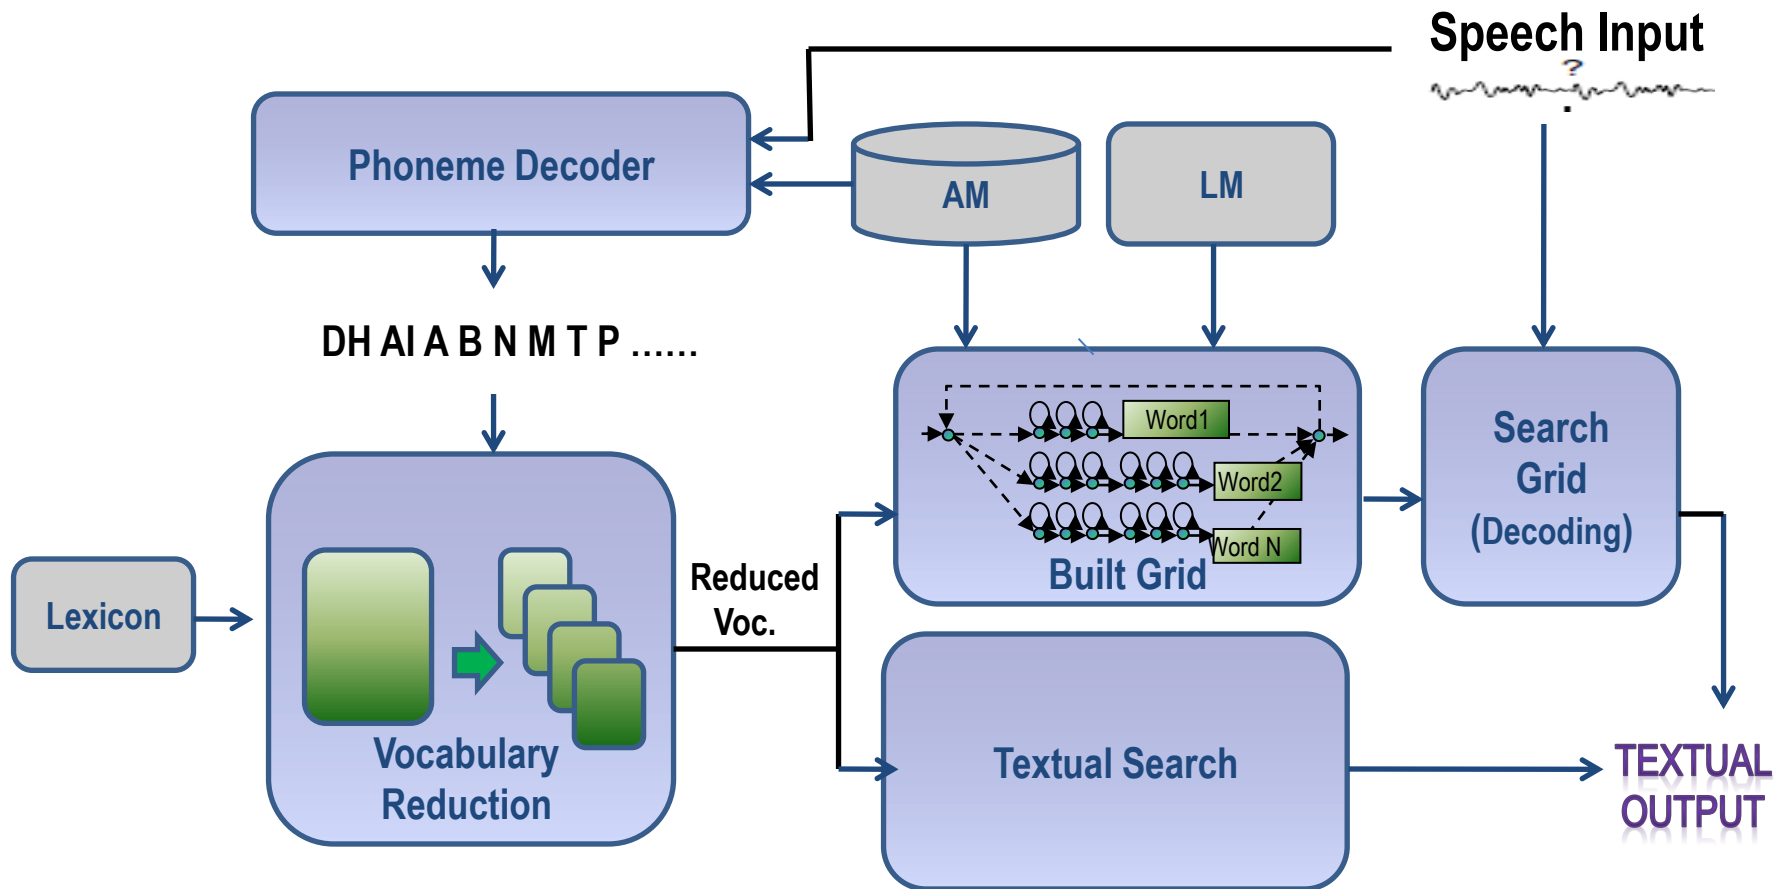 Speech Input
?
.
Phoneme Decoder
AM
LM
DH AI A B N M T P ......
Word1
Word2
Word N
Built Grid
Search
Grid
(Decoding)
Lexicon
Reduced
Voc.
Vocabulary
Reduction
Textual Search
TEXTUAL
OUTPUT